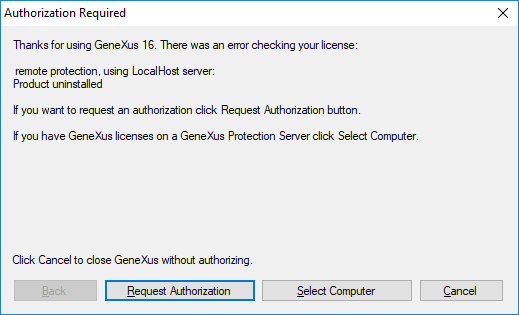 Authorization Required
Thanks for using GeneXus 16. There was an error checking your license:
remote protection, using LocalHost server:
Product uninstalled
If you want to request an authorization click Request Authorization button.
If you have GeneXus licenses on a GeneXus Protection Server click Select Computer.
Click Cancel to close GeneXus without authorizing.
Back Request Authorization Select Computer Cancel